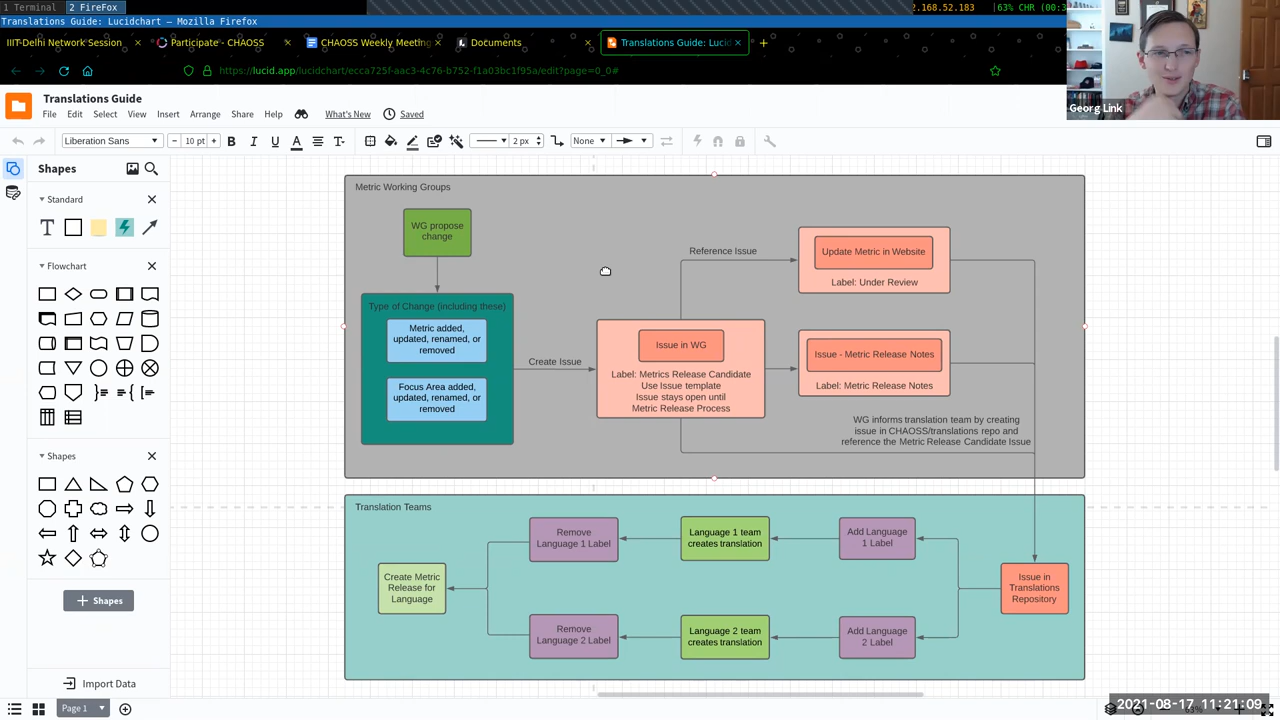 1 Terminal
2 FireFox
2.168.52.183
63% CHR (00:3
Translations Guide: Lucidchart — Mozilla Firefox
IIT-Delhi Network Session
Participate - CHAOSS
CHAOSS Weekly Meeting
Documents
Translations Guide: Lucid
https://lucid.app/lucidchart/ecca725f-aac3-4c76-b752-f1a03bc1f95a/edit?page=0_0#
Georg Link
Translations Guide
File Edit Select View Insert Arrange Share Help What's New Saved
Liberation Sans
10 pt
B I U A T
2 px
None
Shapes
Standard
T
Flowchart
Shapes
+ Shapes
Import Data
Page 1
Metric Working Groups
WG propose
change
Type of Change (including these)
Metric added,
updated, renamed, or
removed
Focus Area added,
updated, renamed, or
removed
Create Issue
Issue in WG
Label: Metrics Release Candidate
Use Issue template
Issue stays open until
Metric Release Process
Reference Issue
Update Metric in Website
Label: Under Review
Issue - Metric Release Notes
Label: Metric Release Notes
WG informs translation team by creating
issue in CHAOSS/translations repo and
reference the Metric Release Candidate Issue
Translation Teams
Create Metric
Release for
Language
Remove
Language 1 Label
Language 1 team
creates translation
Add Language
1 Label
Issue in
Translations
Repository
Remove
Language 2 Label
Language 2 team
creates translation
Add Language
2 Label
2021-08-17 11:21:09